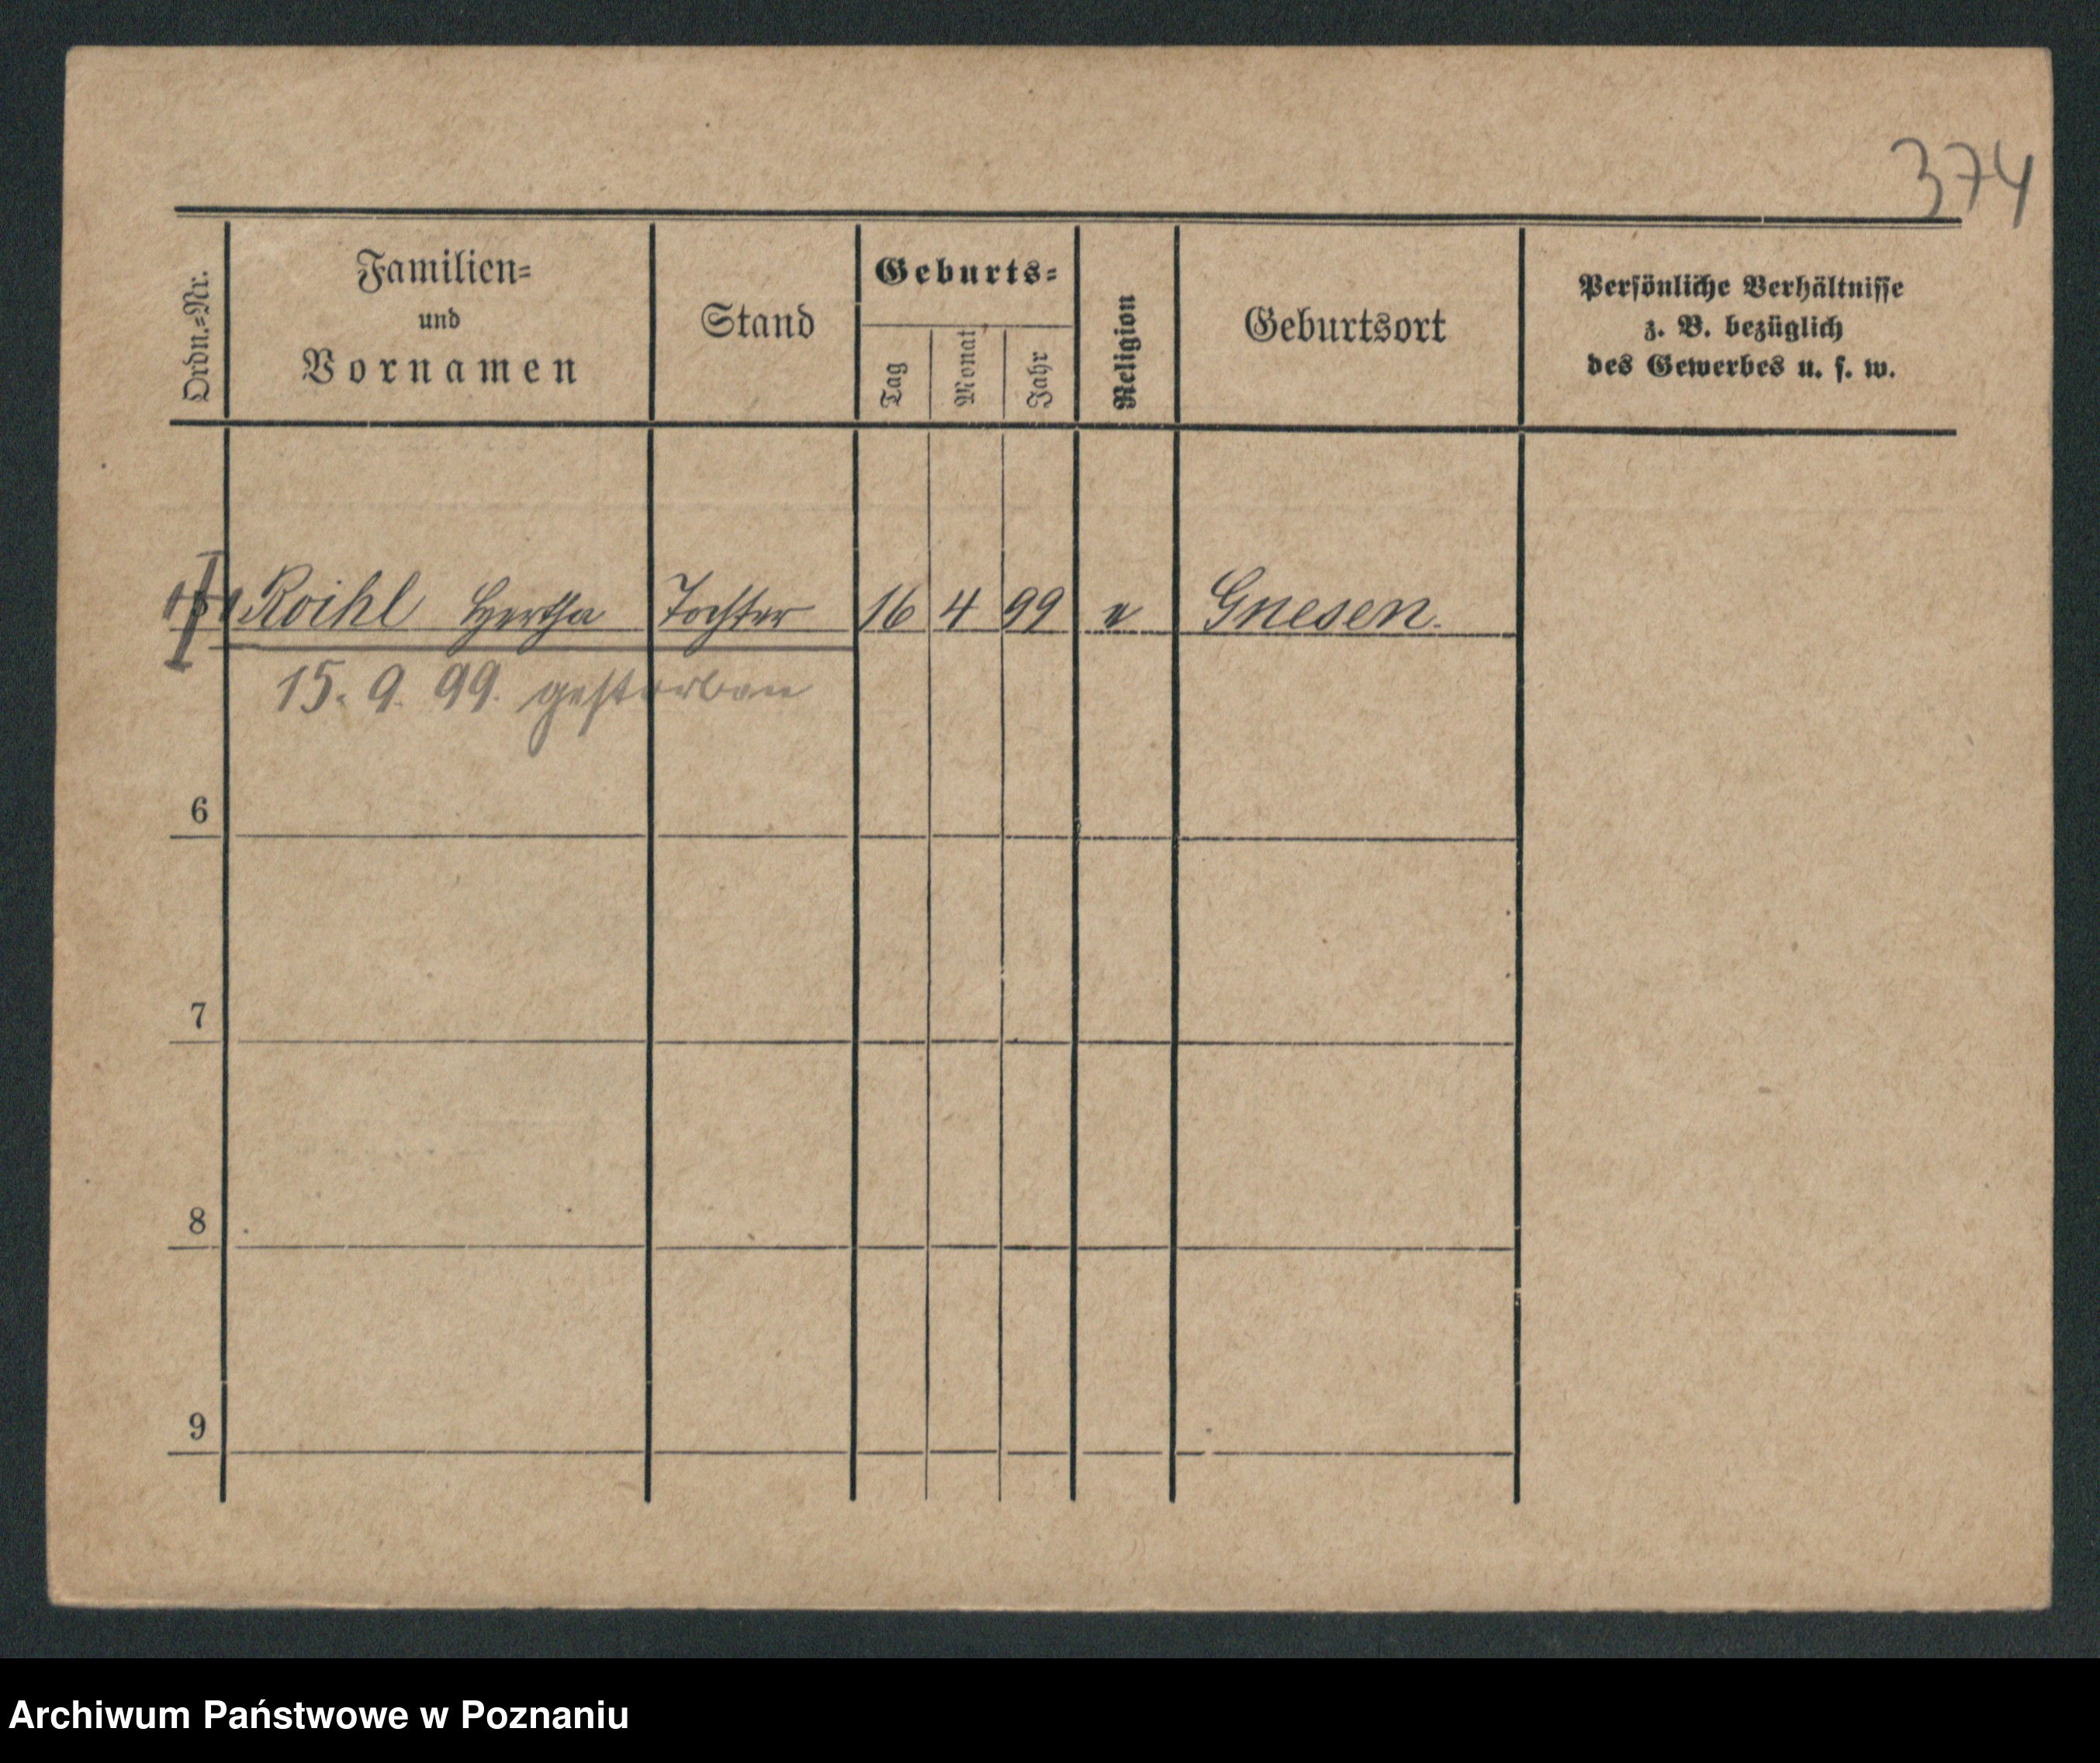 374
Ordn.=Nr.
Familien=
und
Vornamen
Stand
Geburts=
Tag
Monat
Jahr
Religion
Geburtsort
Persönliche Verhältnisse
z. B. bezüglich
des Gewerbes u. s. w.
Roihl Hertha Tochter 16 4 99 e Gnesen.
15. 9. 99. gestorben
6
7
8
9
Archiwum Państwowe w Poznaniu